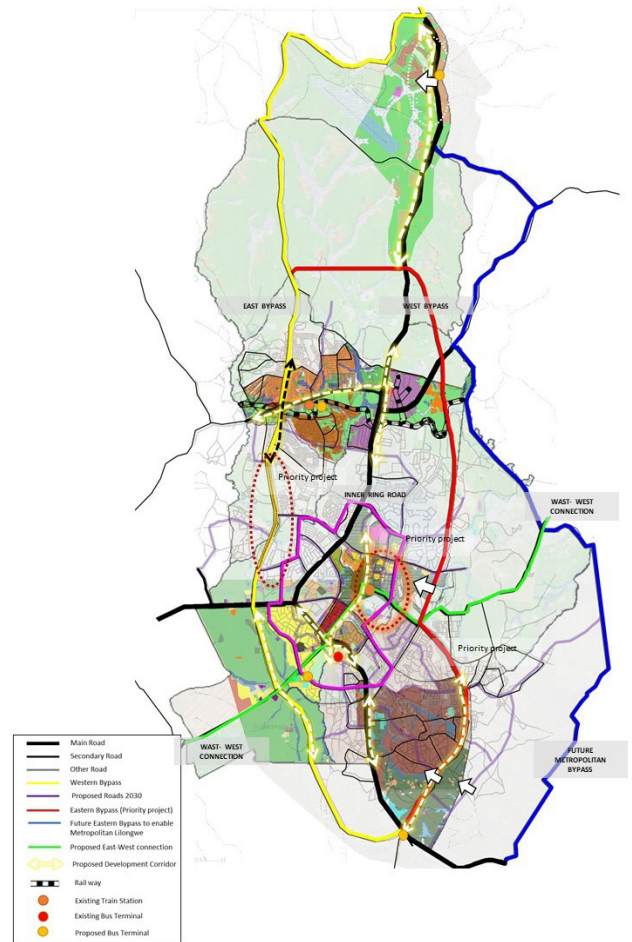 EAST BYPASS
WEST BYPASS
Priority project
INNER RING ROAD
WAST- WEST
CONNECTION
Priority project
Priority project
WAST- WEST
CONNECTION
FUTURE
METROPOLITAN
BYPASS
Main Road
Secondary Road
Other Road
Western Bypass
Proposed Roads 2030
Eastern Bypass (Priority project)
Future Eastern Bypass to enable
Metropolitan Lilongwe
Proposed East-West connection
Proposed Development Corridor
Rail way
Existing Train Station
Existing Bus Terminal
Proposed Bus Terminal